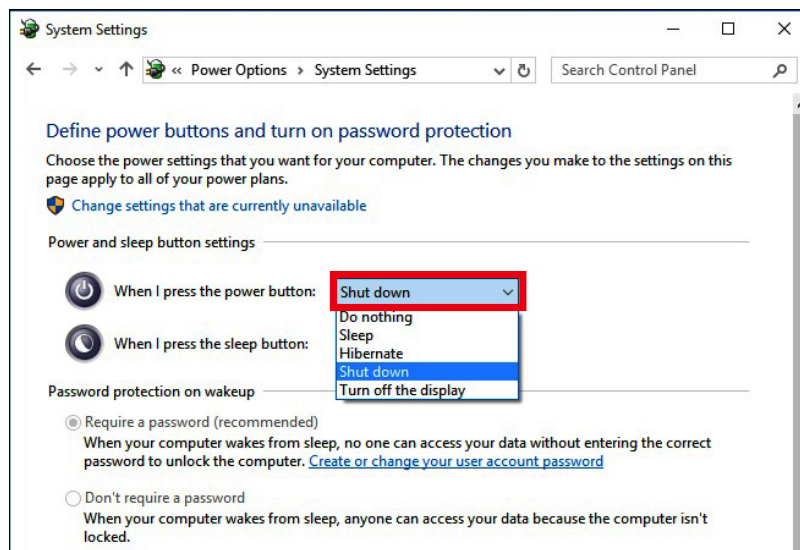 System Settings
« Power Options › System Settings
Search Control Panel
Define power buttons and turn on password protection
Choose the power settings that you want for your computer. The changes you make to the settings on this
page apply to all of your power plans.
Change settings that are currently unavailable
Power and sleep button settings
When I press the power button:
Shut down
Do nothing
Sleep
Hibernate
Shut down
Turn off the display
When I press the sleep button:
Password protection on wakeup
Require a password (recommended)
When your computer wakes from sleep, no one can access your data without entering the correct
password to unlock the computer. Create or change your user account password
Don't require a password
When your computer wakes from sleep, anyone can access your data because the computer isn't
locked.